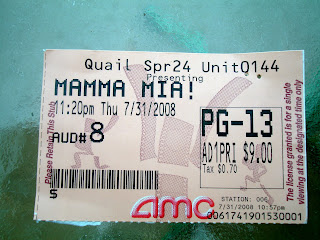 Quail Spr24 Unit0144
Presenting
MAMMA MIA!
11:20pm Thu 7/31/2008
AUD# 8
PG-13
AD1PRI $9.00
Tax $0.70
S
amc
STATION: 006
7/31/2008 10:57pm
0061741901530001
Please Retain This Stub
The license granted is for a single
viewing at the designated time only